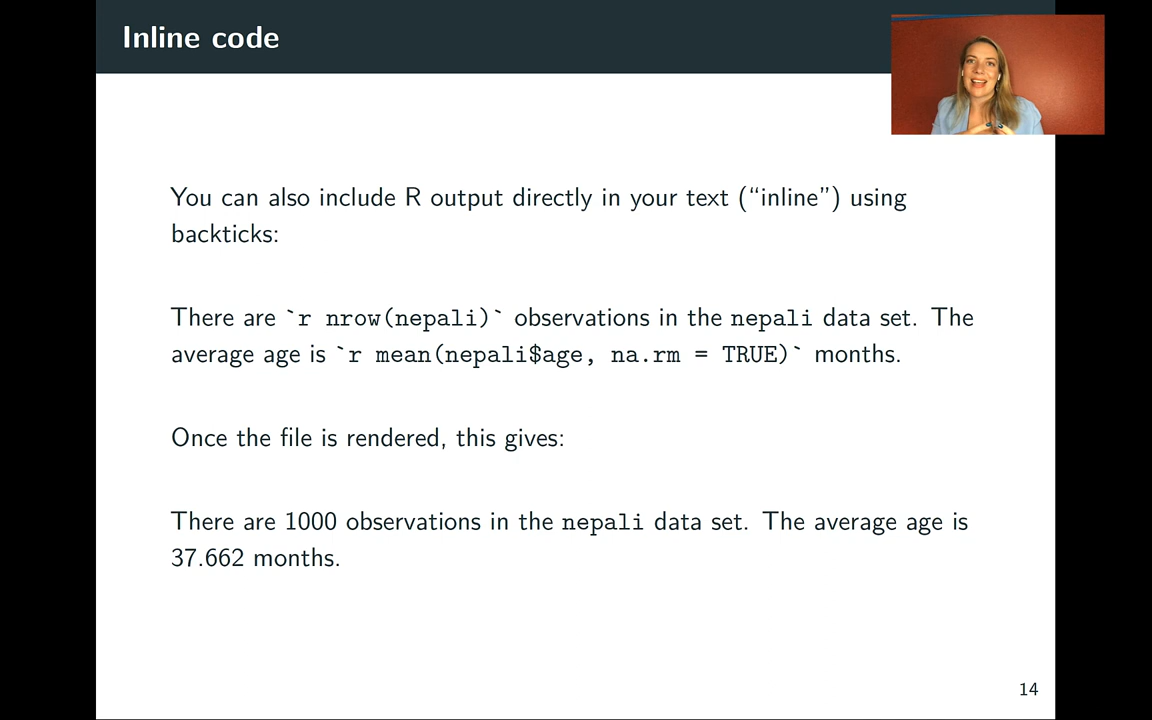 Inline code
You can also include R output directly in your text (“inline”) using
backticks:
There are `r nrow(nepali)` observations in the nepali data set. The
average age is `r mean(nepali$age, na.rm = TRUE)` months.
Once the file is rendered, this gives:
There are 1000 observations in the nepali data set. The average age is
37.662 months.
14